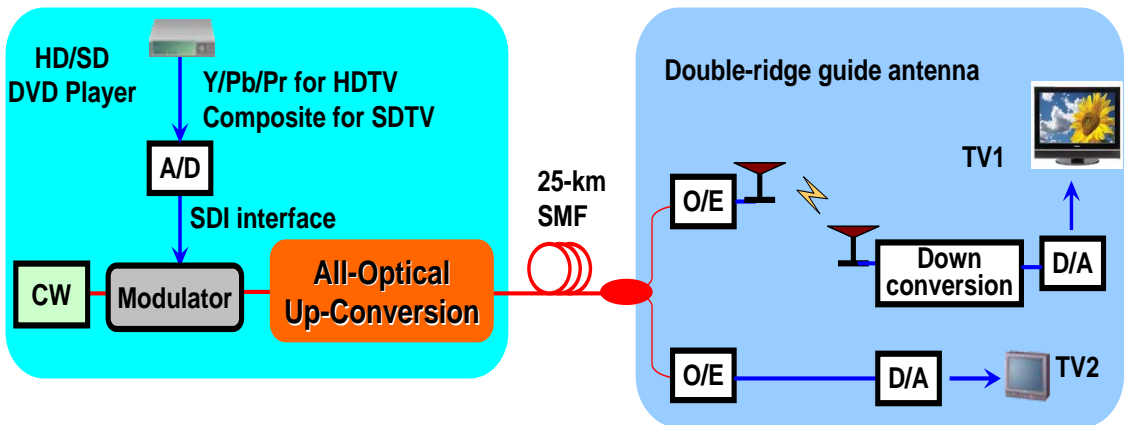 HD/SD
DVD Player
Y/Pb/Pr for HDTV
Composite for SDTV
A/D
SDI interface
CW
Modulator
All-Optical
Up-Conversion
25-km
SMF
Double-ridge guide antenna
TV1
O/E
Down
conversion
D/A
O/E
D/A
TV2